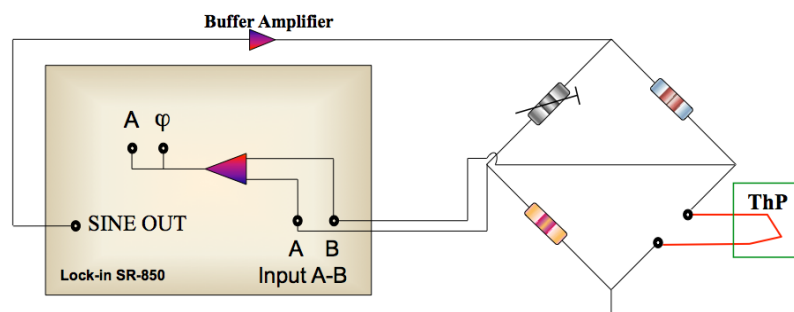 Buffer Amplifier
A φ
ThP
SINE OUT
A B
Lock-in SR-850
Input A-B